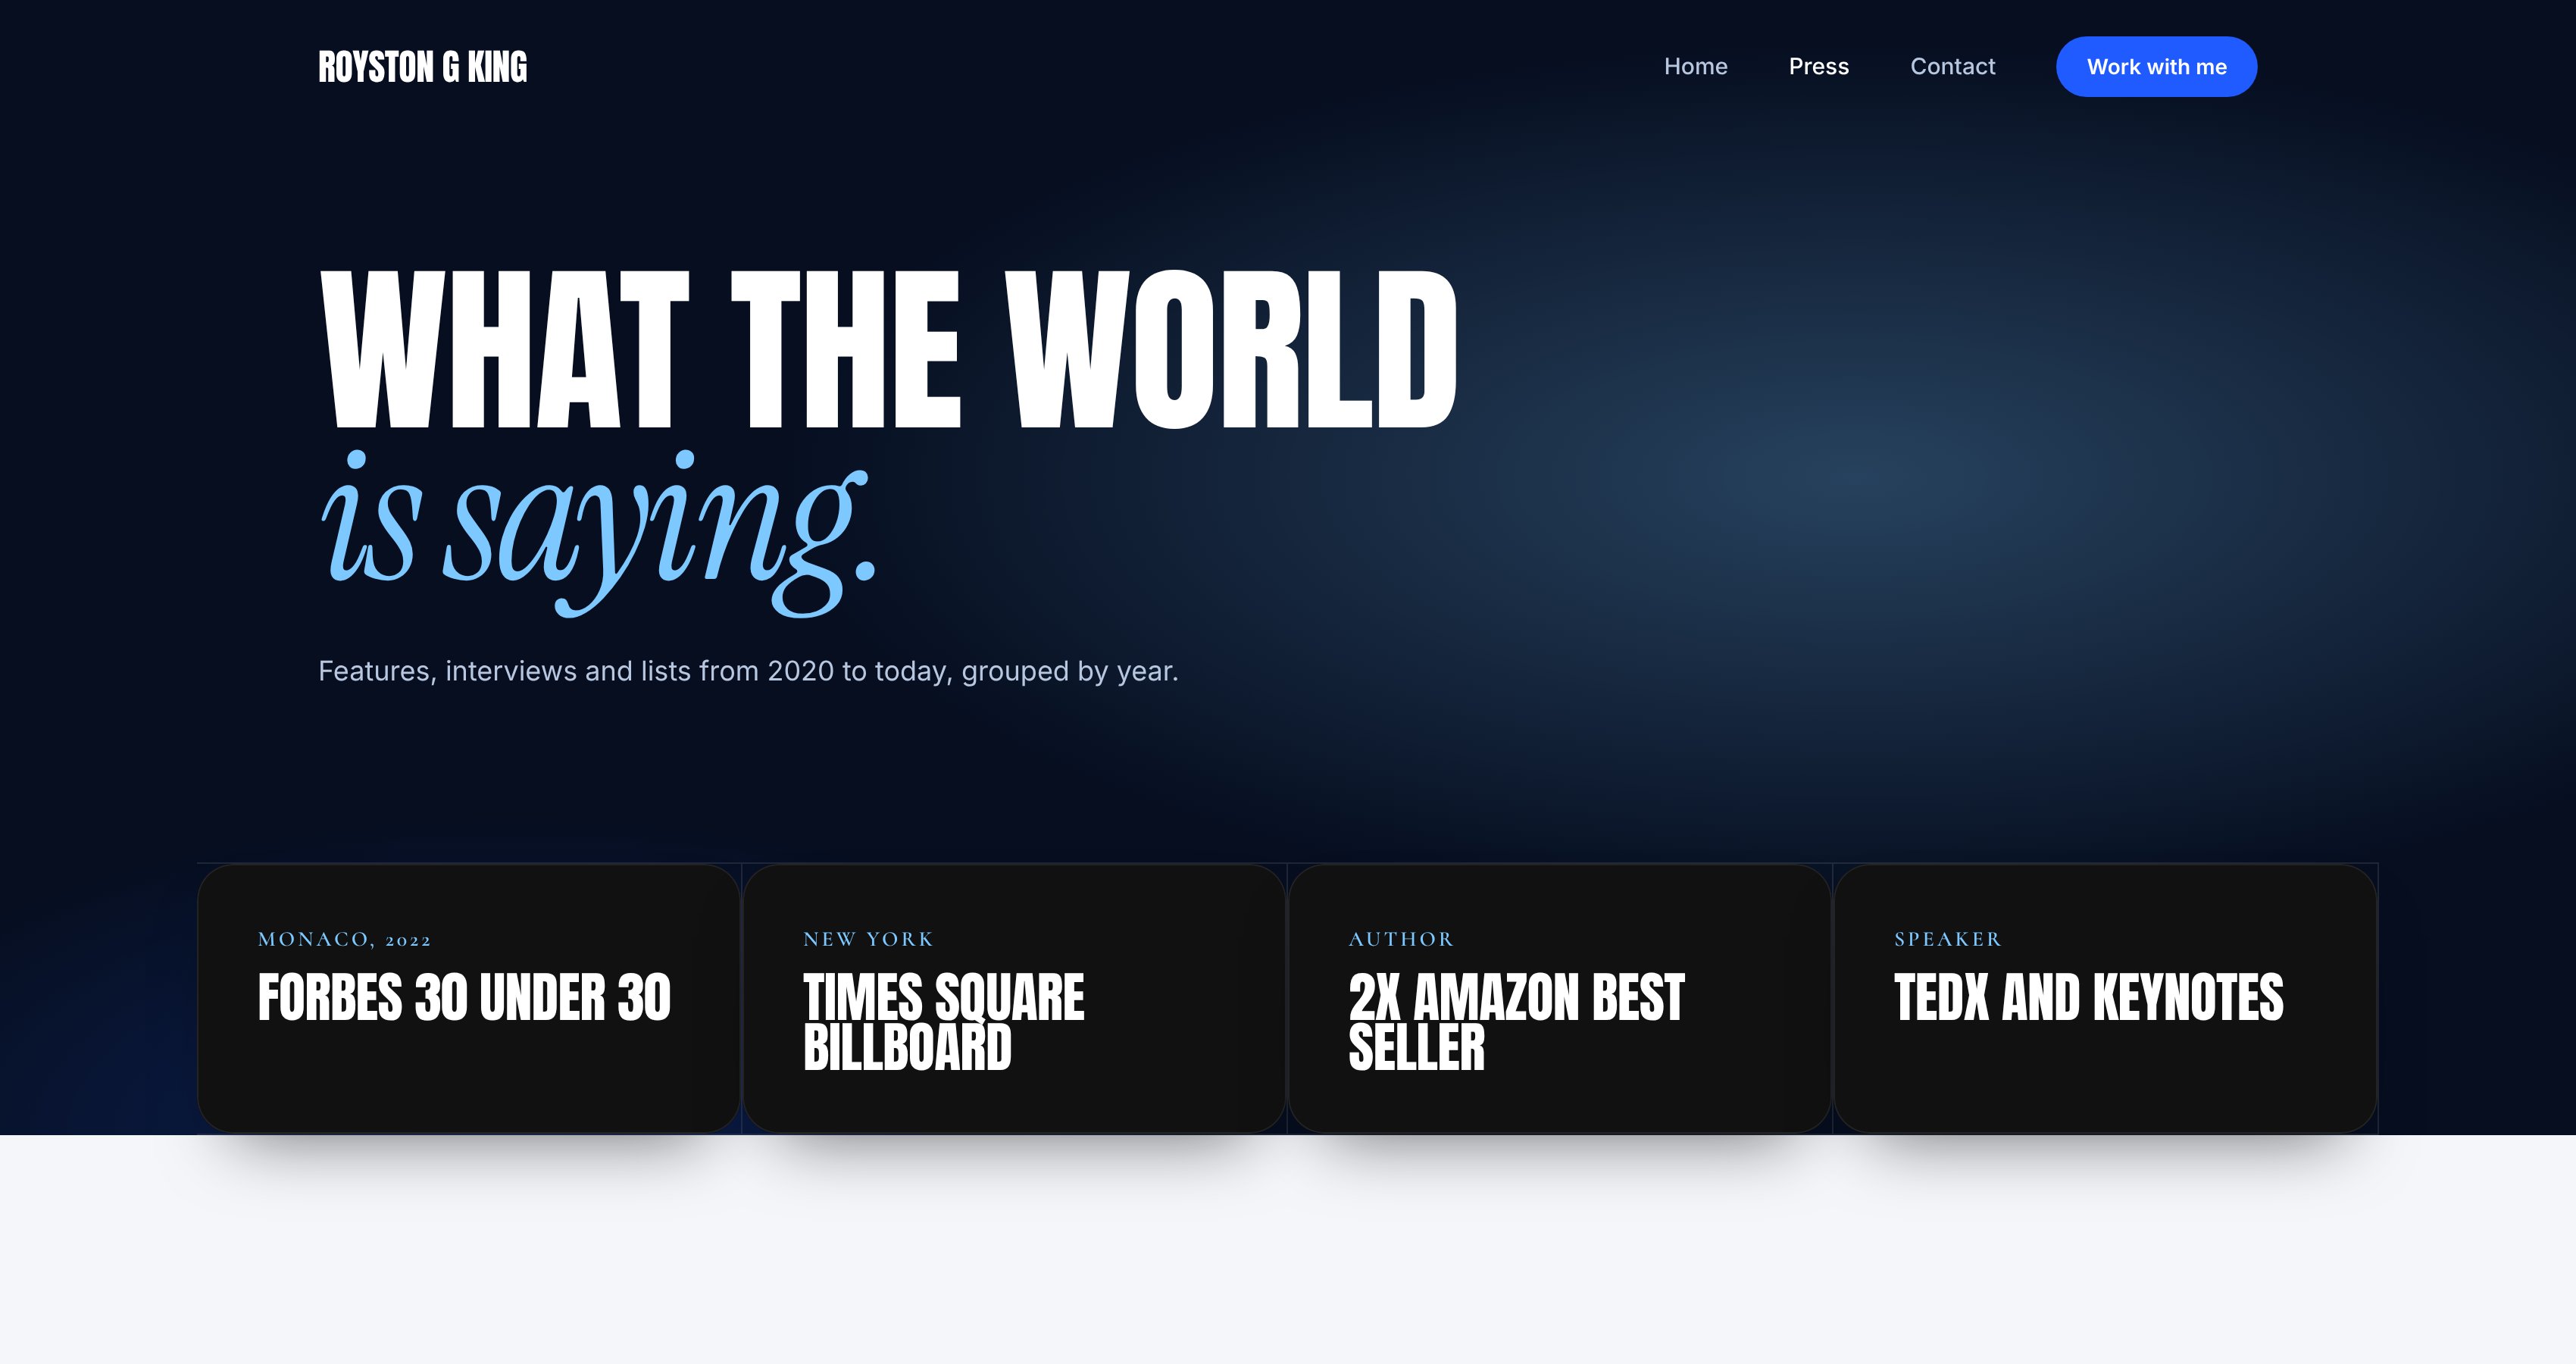 ROYSTON G KING
Home
Press
Contact
Work with me
WHAT THE WORLD
is saying.
Features, interviews and lists from 2020 to today, grouped by year.
MONACO, 2022
FORBES 30 UNDER 30
NEW YORK
TIMES SQUARE
BILLBOARD
AUTHOR
2X AMAZON BEST
SELLER
SPEAKER
TEDX AND KEYNOTES